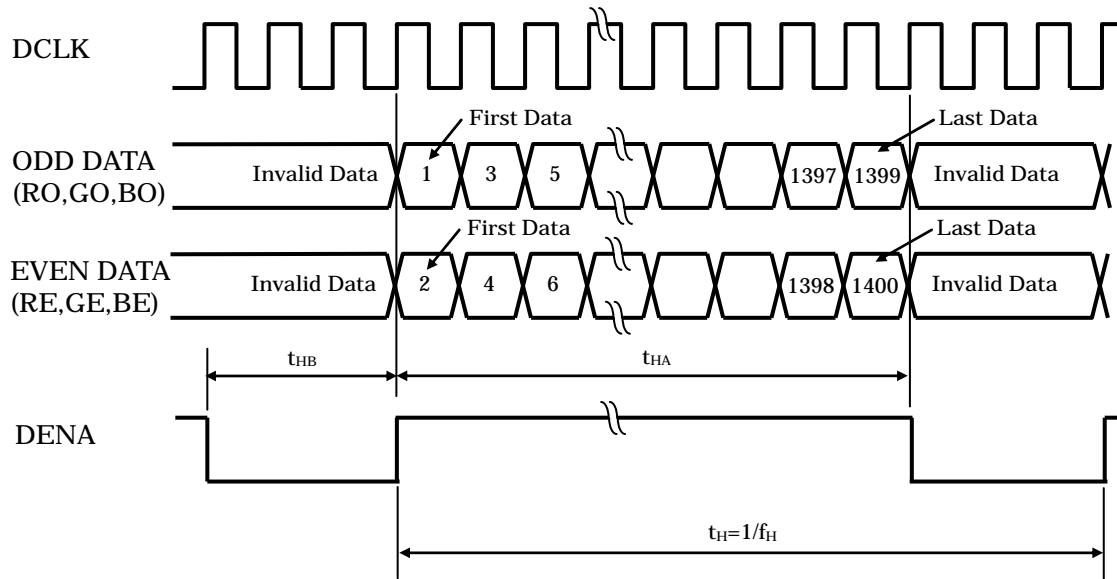 DCLK
First Data
Last Data
ODD DATA
(RO,GO,BO)
Invalid Data 1 3 5 1397 1399 Invalid Data
First Data
Last Data
EVEN DATA
(RE,GE,BE)
Invalid Data 2 4 6 1398 1400 Invalid Data
tHB
tHA
DENA
tH=1/fH